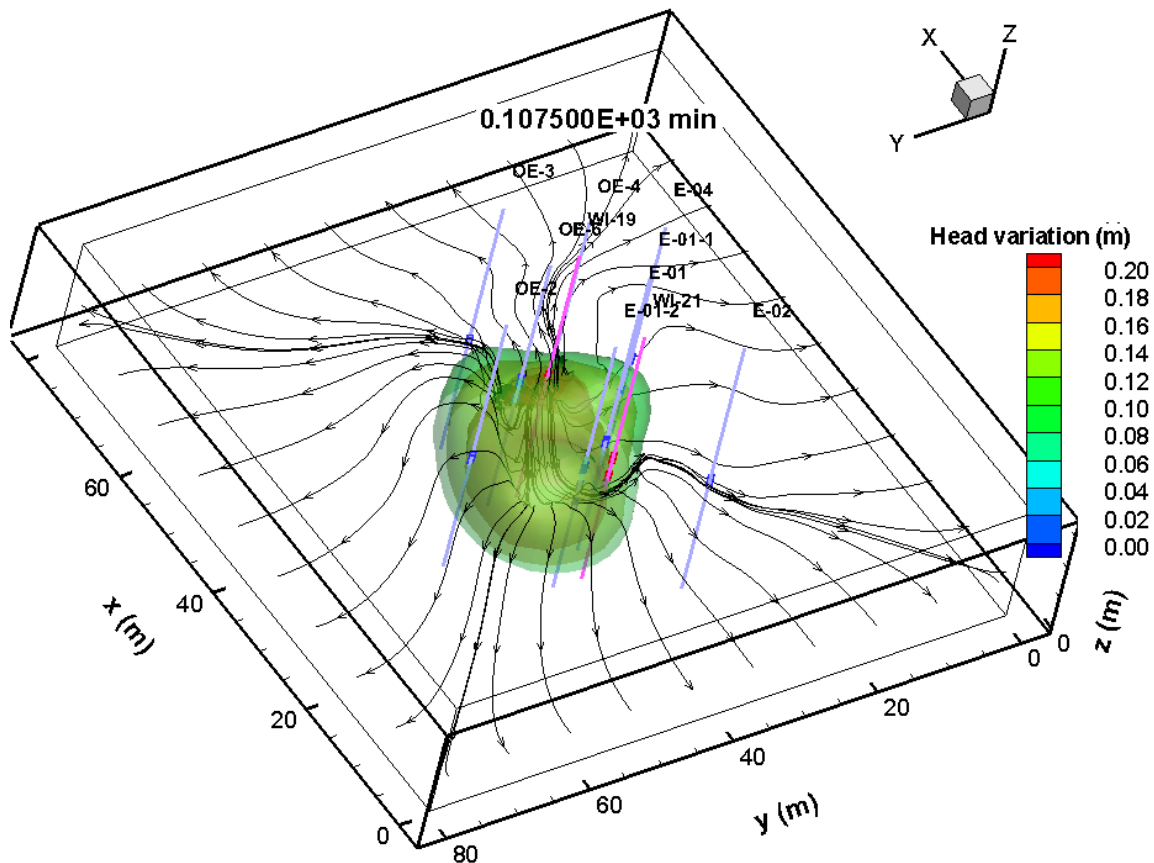 X
Z
Y
0.107500E+03 min
OE-3
OE-4
E-04
WI-19
OE-6
E-01-1
E-01
OE-2
WI-21
E-01-2
E-02
Head variation (m)
0.20
0.18
0.16
0.14
0.12
0.10
0.08
0.06
0.04
0.02
0.00
60
40
20
0
x (m)
80
60
40
20
0
y (m)
0
z (m)